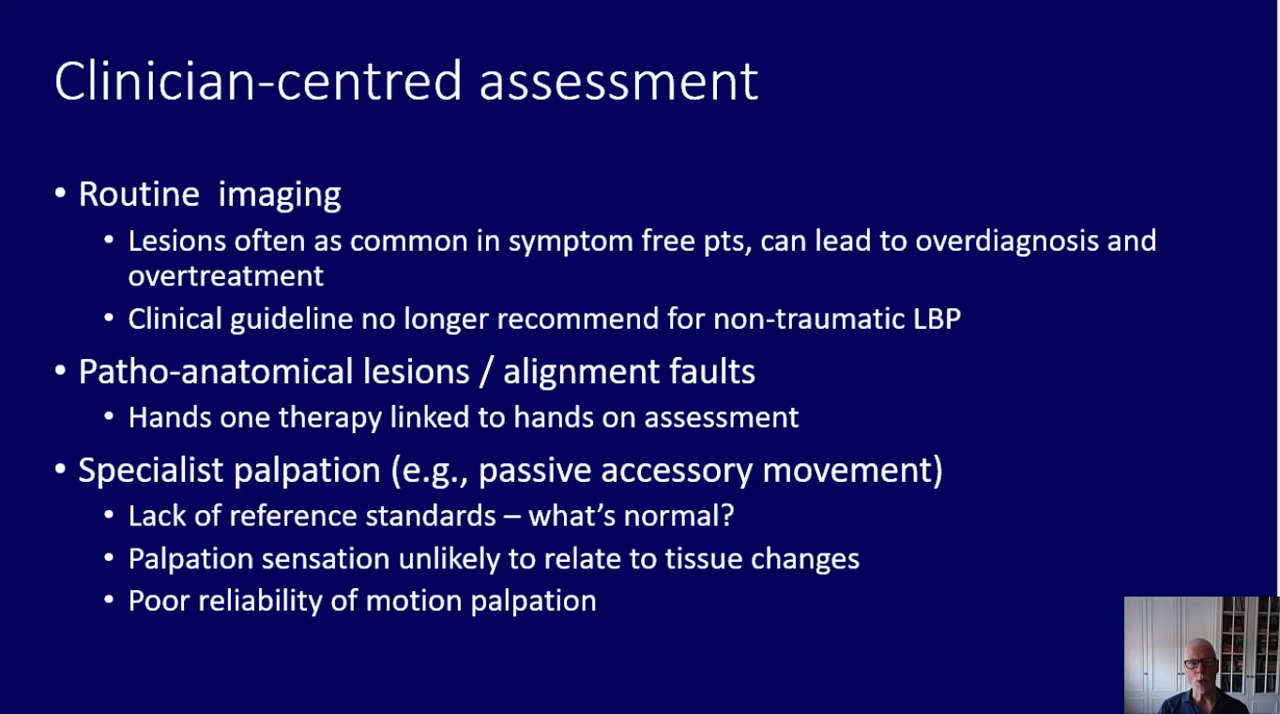 Clinician-centred assessment
• Routine  imaging
• Lesions often as common in symptom free pts, can lead to overdiagnosis and
overtreatment
• Clinical guideline no longer recommend for non-traumatic LBP
• Patho-anatomical lesions / alignment faults
• Hands one therapy linked to hands on assessment
• Specialist palpation (e.g., passive accessory movement)
• Lack of reference standards – what’s normal?
• Palpation sensation unlikely to relate to tissue changes
• Poor reliability of motion palpation